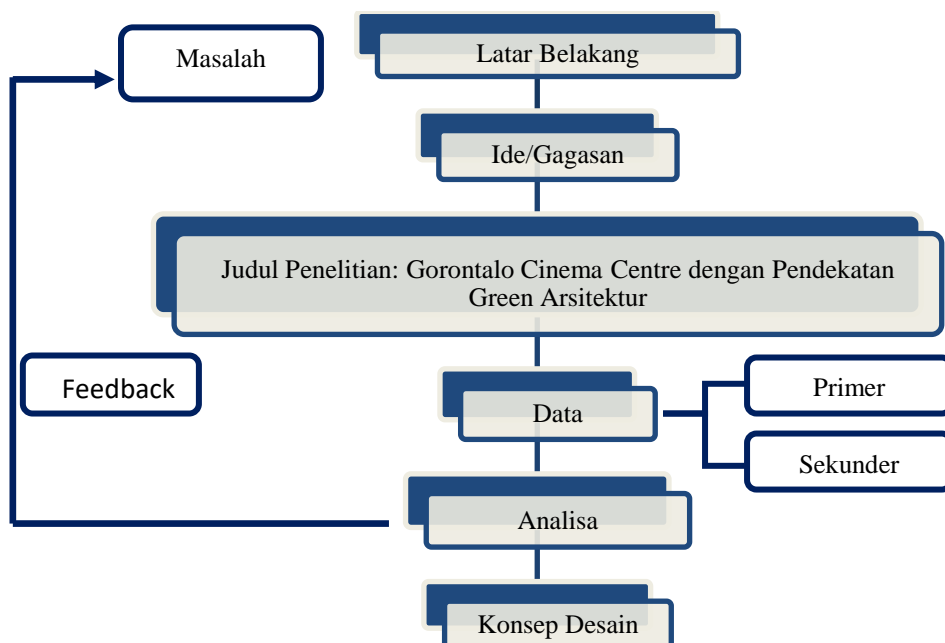 Masalah
Latar Belakang
Ide/Gagasan
Judul Penelitian: Gorontalo Cinema Centre dengan Pendekatan
Green Arsitektur
Feedback
Data
Primer
Sekunder
Analisa
Konsep Desain